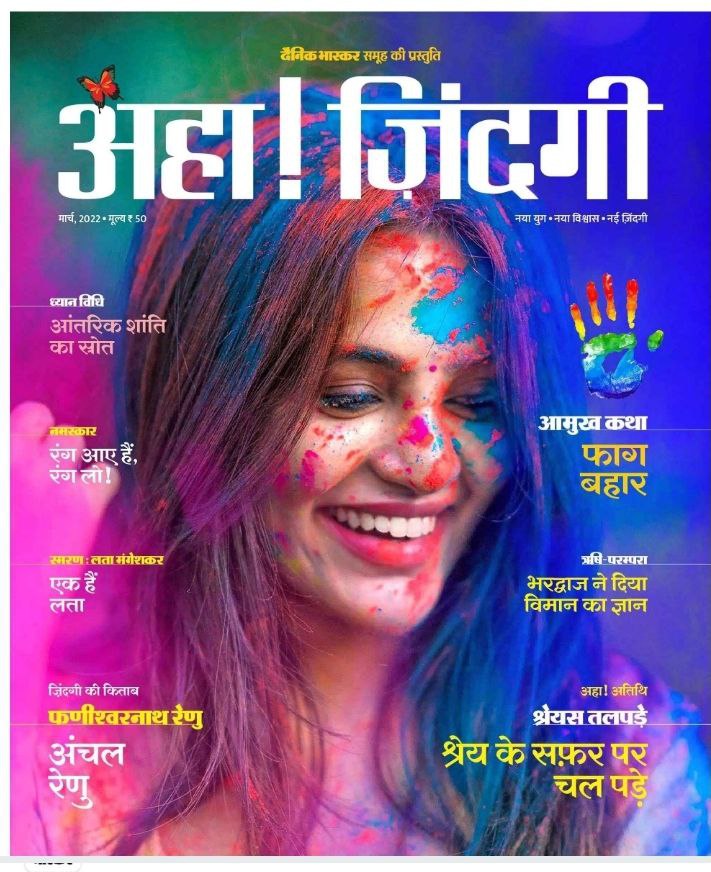 दैनिक भास्कर समूह की प्रस्तुति
अहा! ज़िंदगी
मार्च, 2022 • मूल्य ₹ 50
नया युग • नया विश्वास • नई ज़िंदगी
ध्यान विधि
आंतरिक शांति
का स्रोत
नमस्कार
रंग आए हैं,
रंग लो!
स्मरण : लता मंगेशकर
एक हैं
लता
ज़िंदगी की किताब
फणीश्वरनाथ रेणु
अंचल
रेणु
आमुख कथा
फाग
बहार
ऋषि-परम्परा
भरद्वाज ने दिया
विमान का ज्ञान
अहा! अतिथि
श्रेयस तलपड़े
श्रेय के सफ़र पर
चल पड़े